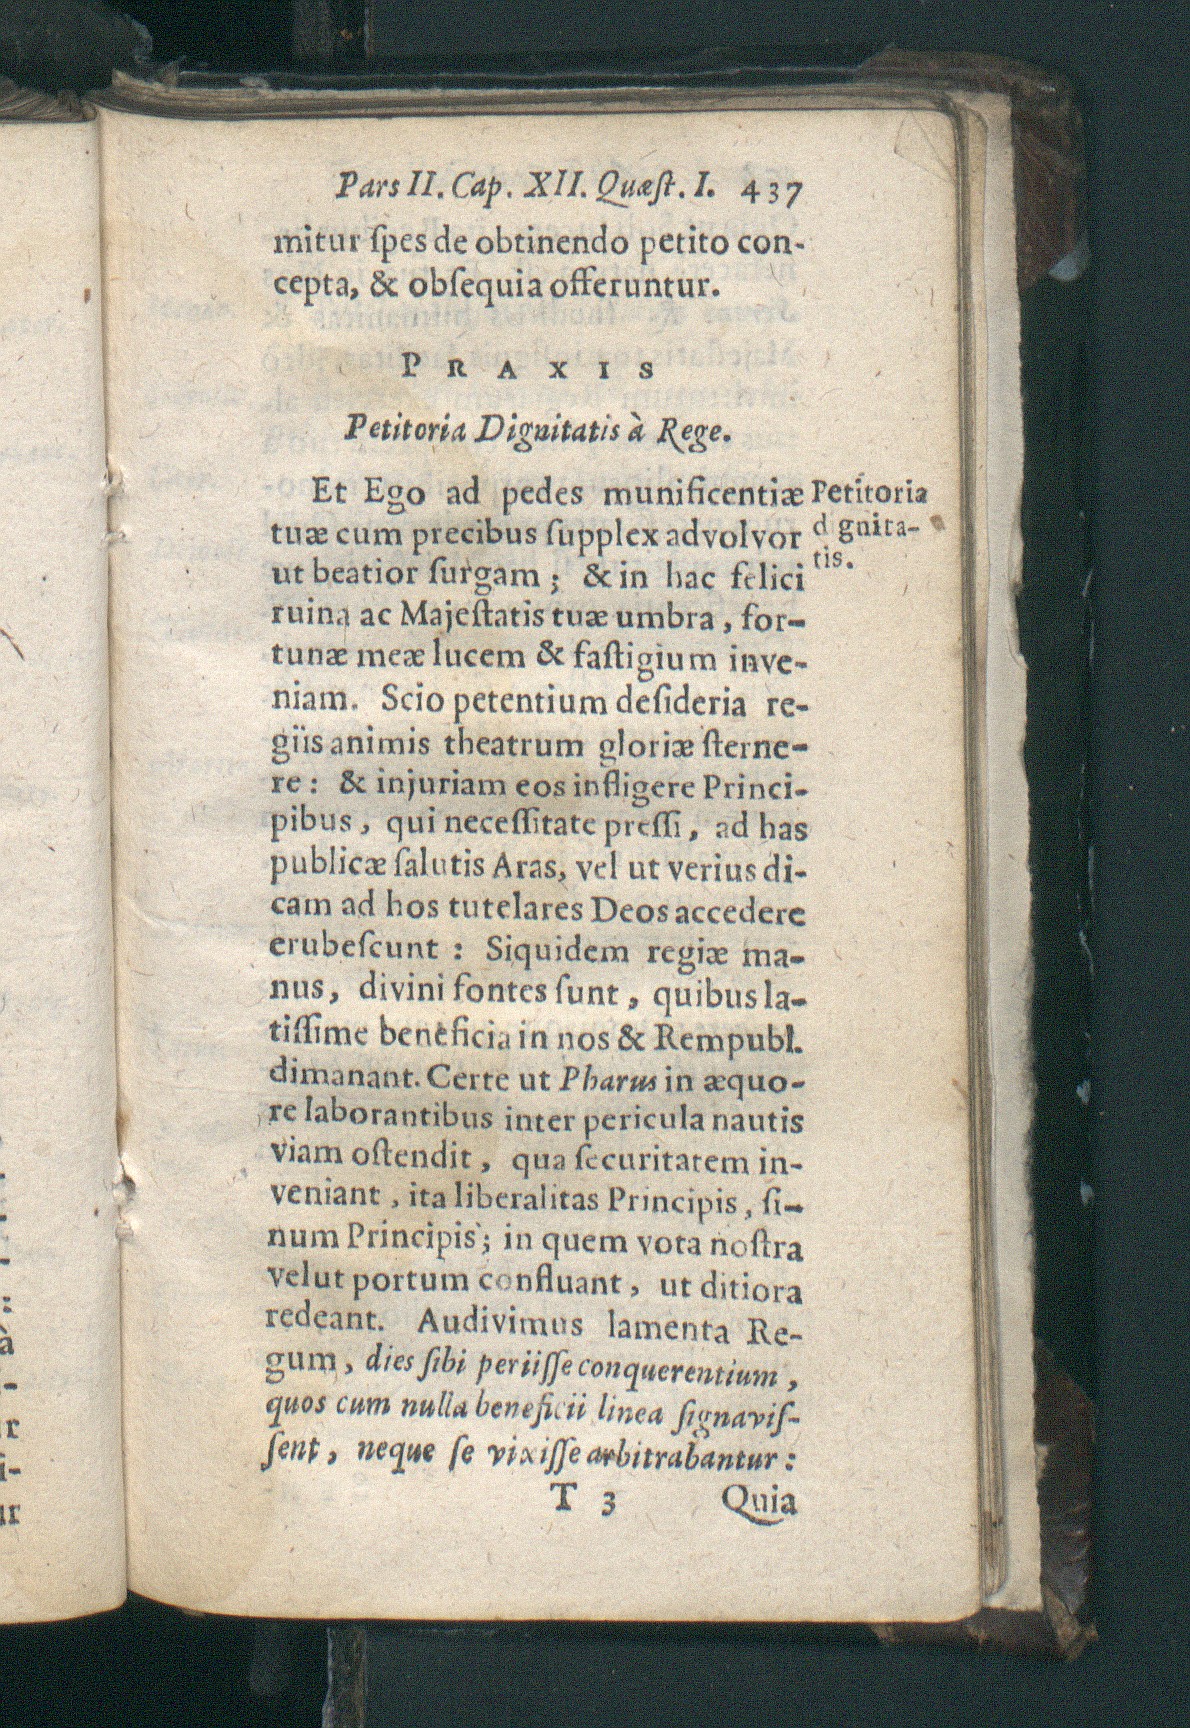 Pars II. Cap. XII. Quæſt. I. 437
mitur ſpes de obtinendo petito con-
cepta, & obſequia offeruntur.
PRAXIS
Petitoria Dignitatis à Rege.
Et Ego ad pedes munificentiæ
tuæ cum precibus ſupplex advolvor
ut beatior ſurgam ; & in hac felici
ruina ac Majeſtatis tuæ umbra, for-
tunæ meæ lucem & faſtigium inve-
niam. Scio petentium deſideria re-
giis animis theatrum gloriæ ſterne-
re : & injuriam eos infligere Princi-
pibus, qui neceſſitate preſſi, ad has
publicæ ſalutis Aras, vel ut verius di-
cam ad hos tutelares Deos accedere
erubeſcunt : Siquidem regiæ ma-
nus, divini fontes ſunt, quibus la-
tiſſime beneficia in nos & Rempubl.
dimanant. Certe ut Pharus in æquo-
re laborantibus inter pericula nautis
viam oſtendit, qua ſecuritatem in-
veniant, ita liberalitas Principis, ſi-
num Principis ; in quem vota noſtra
velut portum confluant, ut ditiora
redeant. Audivimus lamenta Re-
gum, dies ſibi periiſſe conquerentium,
quos cum nulla beneficii linea ſignaviſ-
ſent, neque ſe vixiſſe arbitrabantur :
T 3 Quia
Petitoria
d gnita-
tis.